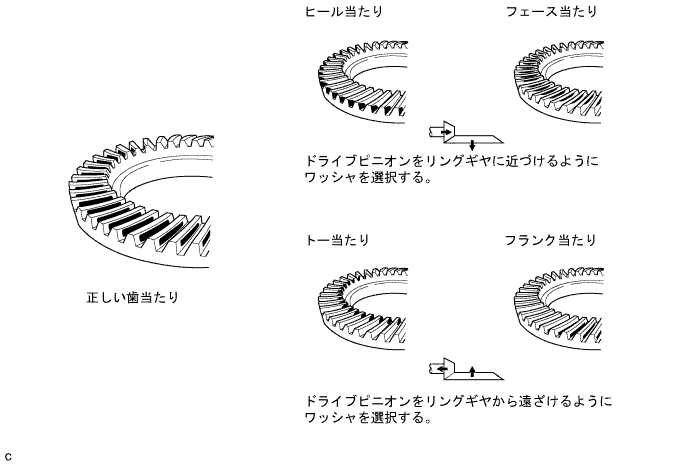 ヒール当たり
フェース当たり
ドライブピニオンをリングギヤに近づけるように
ワッシャを選択する。
正しい歯当たり
トー当たり
フランク当たり
ドライブピニオンをリングギヤから遠ざけるように
ワッシャを選択する。
c